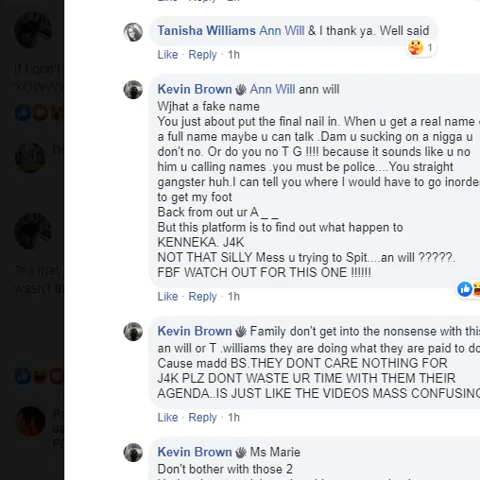 Tanisha Williams Ann Will & I thank ya. Well said
1
Like · Reply · 1h
Kevin Brown Ann Will ann will
Wjhat a fake name
You just about put the final nail in. When u get a real name
a full name maybe u can talk .Dam u sucking on a nigga u
don't no. Or do you no T G !!!! because it sounds like u no
him u calling names .you must be police....You straight
gangster huh.I can tell you where I would have to go inorde
to get my foot
Back from out ur A _ _
But this platform is to find out what happen to
KENNEKA. J4K
NOT THAT SiLLY Mess u trying to Spit....an will ?????.
FBF WATCH OUT FOR THIS ONE !!!!!!
Like · Reply · 1h
Kevin Brown Family don't get into the nonsense with this
an will or T .williams they are doing what they are paid to do
Cause madd BS.THEY DONT CARE NOTHING FOR
J4K PLZ DONT WASTE UR TIME WITH THEM THEIR
AGENDA..IS JUST LIKE THE VIDEOS MASS CONFUSING
Like · Reply · 1h
Kevin Brown Ms Marie
Don't bother with those 2